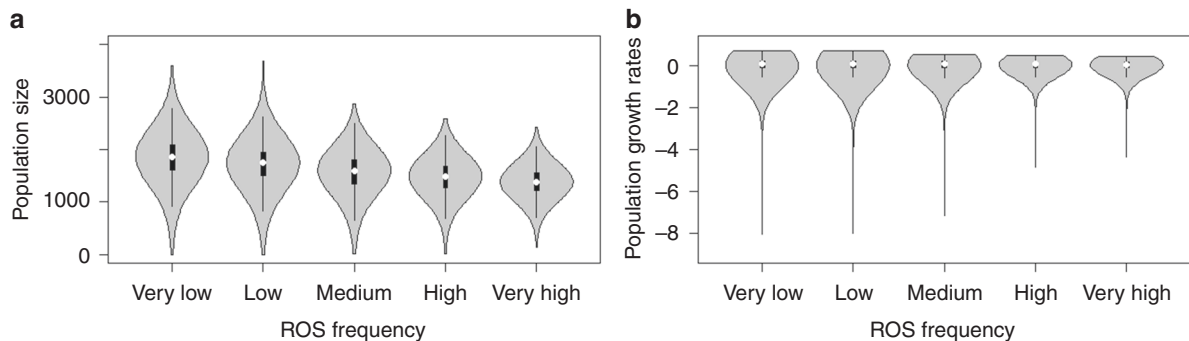 a
Population size
3000
1000
0
Very low Low Medium High Very high
ROS frequency
b
Population growth rates
0
–2
–4
–6
–8
Very low Low Medium High Very high
ROS frequency